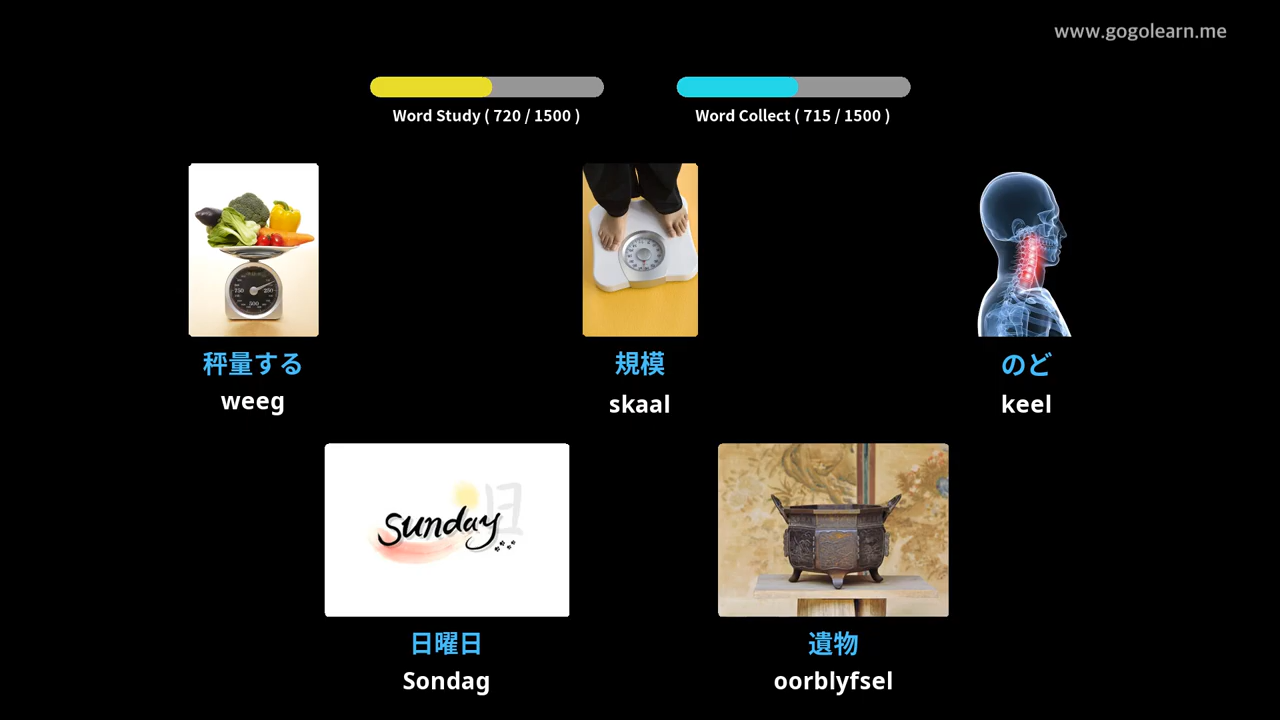 www.gogolearn.me
Word Study ( 720 / 1500 )
Word Collect ( 715 / 1500 )
秤量する
weeg
規模
skaal
のど
keel
Sunday
日
日曜日
Sondag
遺物
oorblyfsel